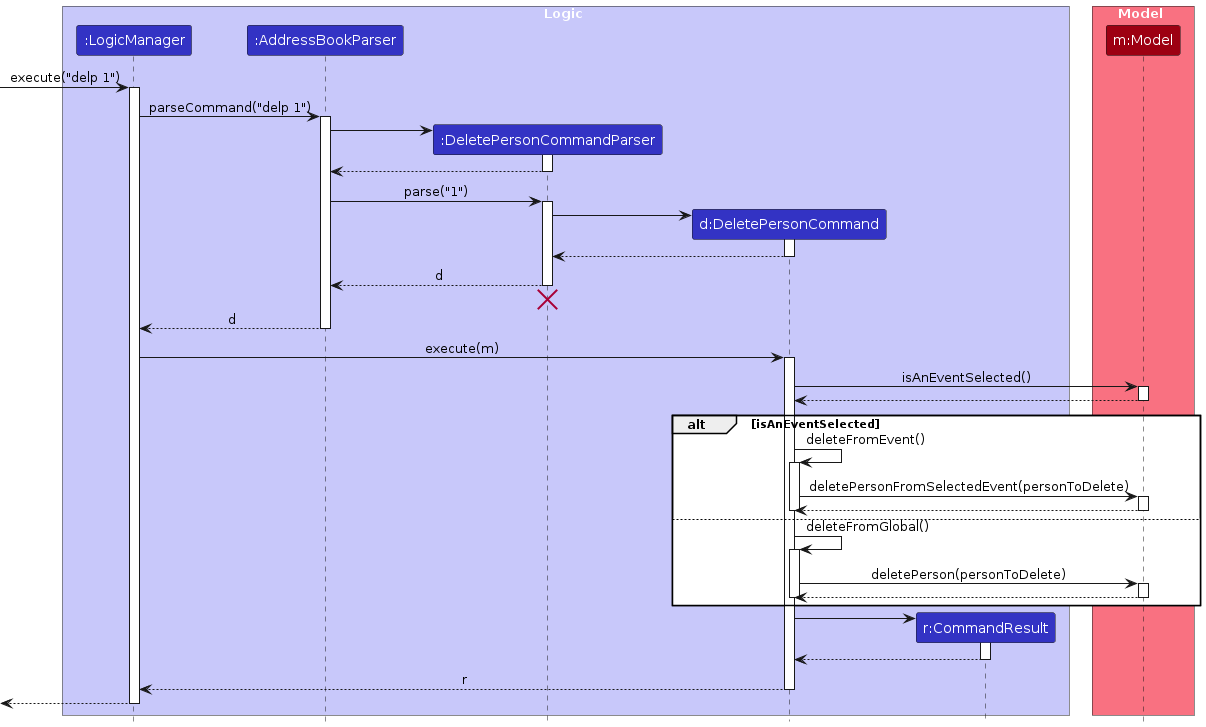 Logic
Model
:LogicManager
:AddressBookParser
m:Model
execute("delp 1")
parseCommand("delp 1")
:DeletePersonCommandParser
parse("1")
d:DeletePersonCommand
d
d
execute(m)
isAnEventSelected()
alt
[isAnEventSelected]
deleteFromEvent()
deletePersonFromSelectedEvent(personToDelete)
deleteFromGlobal()
deletePerson(personToDelete)
r:CommandResult
r